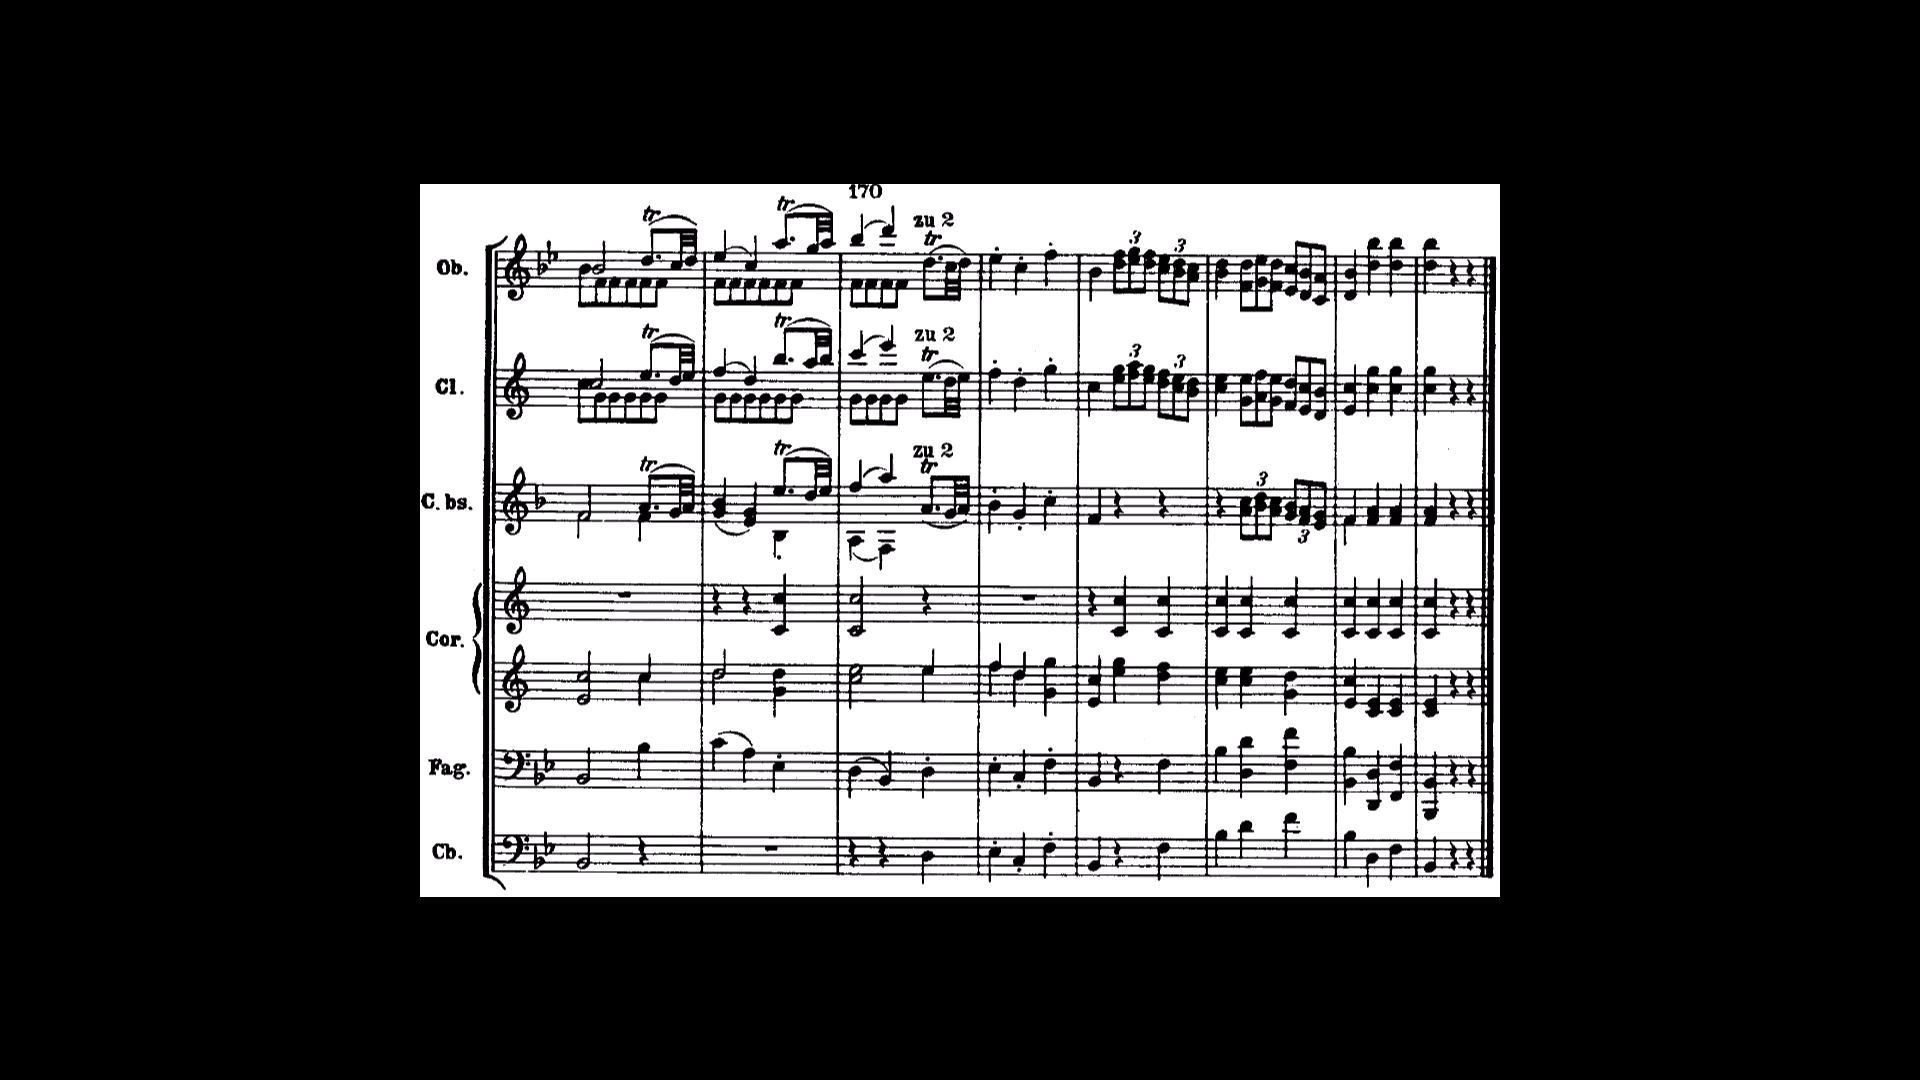 170
tr tr zu 2
Ob. tr 3 3
tr tr zu 2
Cl. tr 3 3
tr tr zu 2
C. bs. tr 3 3
Cor.
Fag.
Cb.